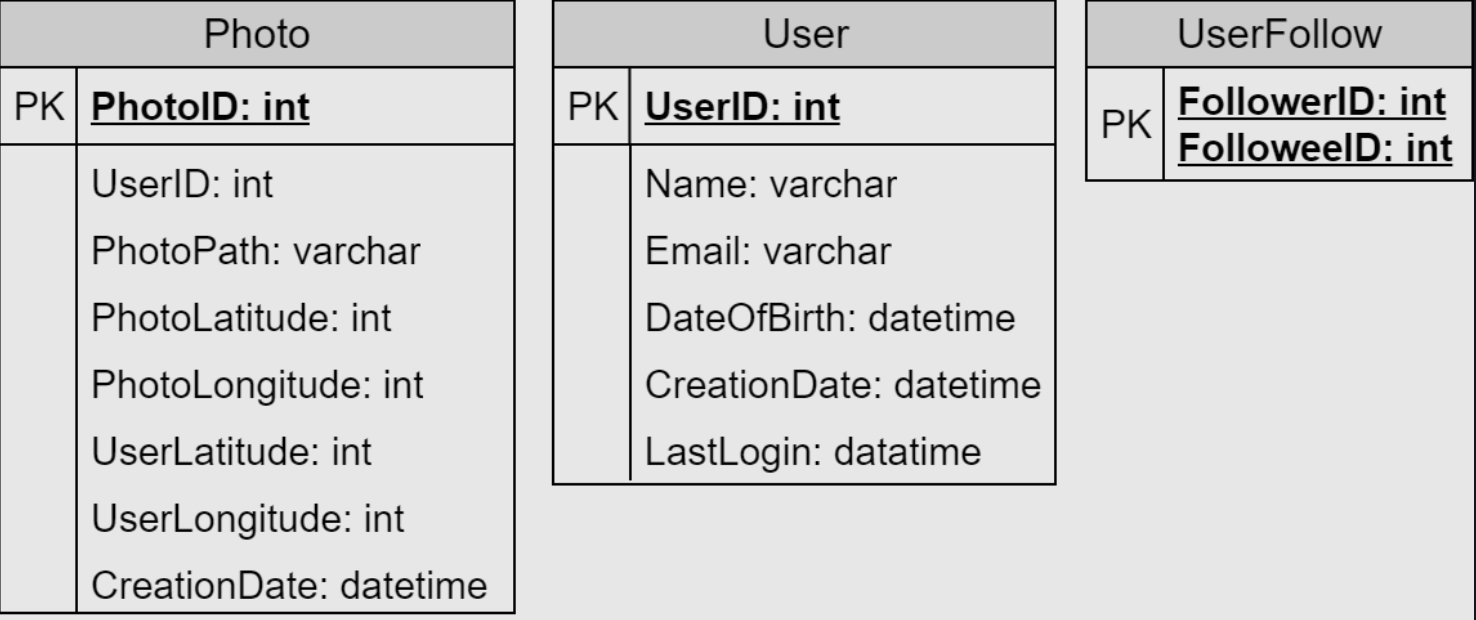 Photo
PK PhotoID: int
UserID: int
PhotoPath: varchar
PhotoLatitude: int
PhotoLongitude: int
UserLatitude: int
UserLongitude: int
CreationDate: datetime
User
PK UserID: int
Name: varchar
Email: varchar
DateOfBirth: datetime
CreationDate: datetime
LastLogin: datatime
UserFollow
PK FollowerID: int
FolloweeID: int